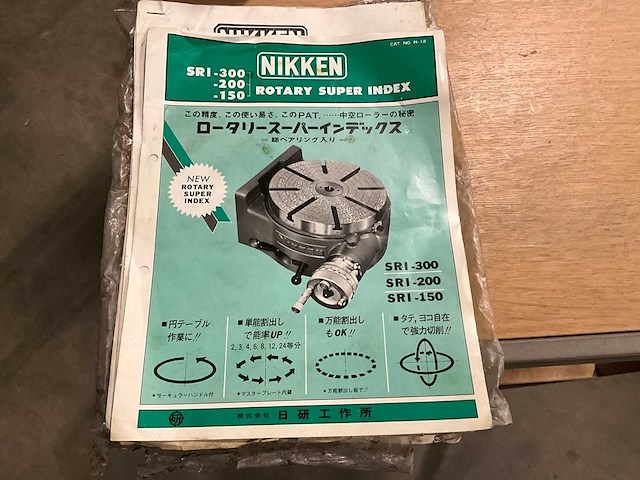 CAT. NO. N-12
SRI-300
-200
-150
NIKKEN
ROTARY SUPER INDEX
この精度、この使い易さ、このPAT.……中空ローラーの秘密
ロータリースーパーインデックス
―総ベアリング入り―
NEW
ROTARY
SUPER
INDEX
SRI-300
SRI-200
SRI-150
■円テーブル
作業に!!
■単能割出し
で能率UP!!
2,3,4,6,8,12,24等分
■万能割出し
もOK!!
■タテ,ヨコ自在
で強力切削!!
*サーキュラーハンドル付
*マスタープレート内蔵
*万能割出し板で!!
株式会社 日研工作所